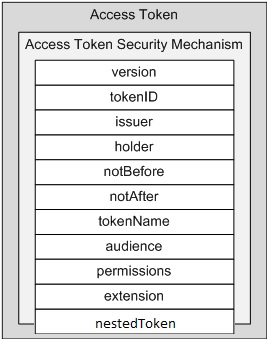 Access Token
Access Token Security Mechanism
version
tokenID
issuer
holder
notBefore
notAfter
tokenName
audience
permissions
extension
nestedToken